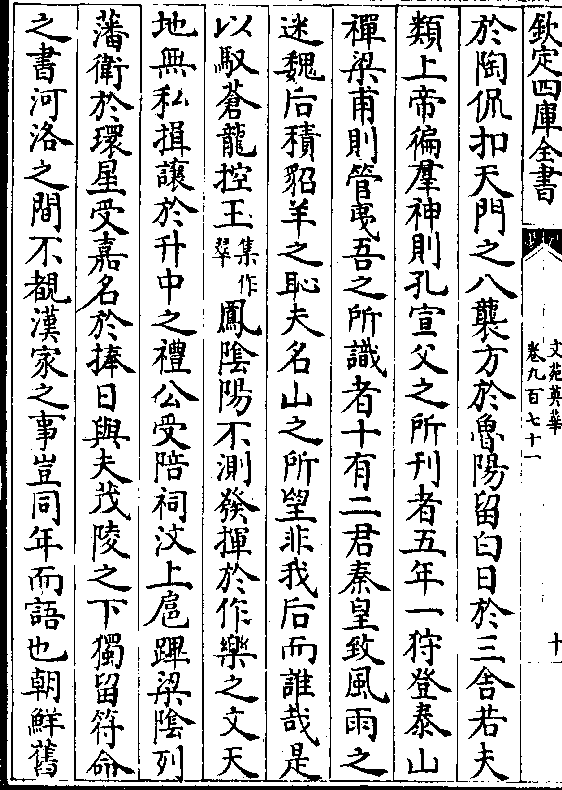 欽定四庫全書
文苑英華
卷九百七十一
十
於陶侃扣天門之八襲方於魯陽留白日於三舍若夫
類上帝徧羣神則孔宣父之所刊者五年一狩登泰山
禪梁甫則管夷吾之所識者十有二君秦皇致風雨之
迷魏后積貂羊之恥夫名山之所望非我后而誰哉是
以馭蒼龍控玉集作翠鳳隂陽不測發揮於作樂之文天
地無私揖讓於升中之禮公受陪祠汶上扈蹕梁隂列
藩衛於環星受嘉名於捧日與夫茂陵之下獨留符命
之書河洛之間不覩漢家之事豈同年而語也朝鮮舊